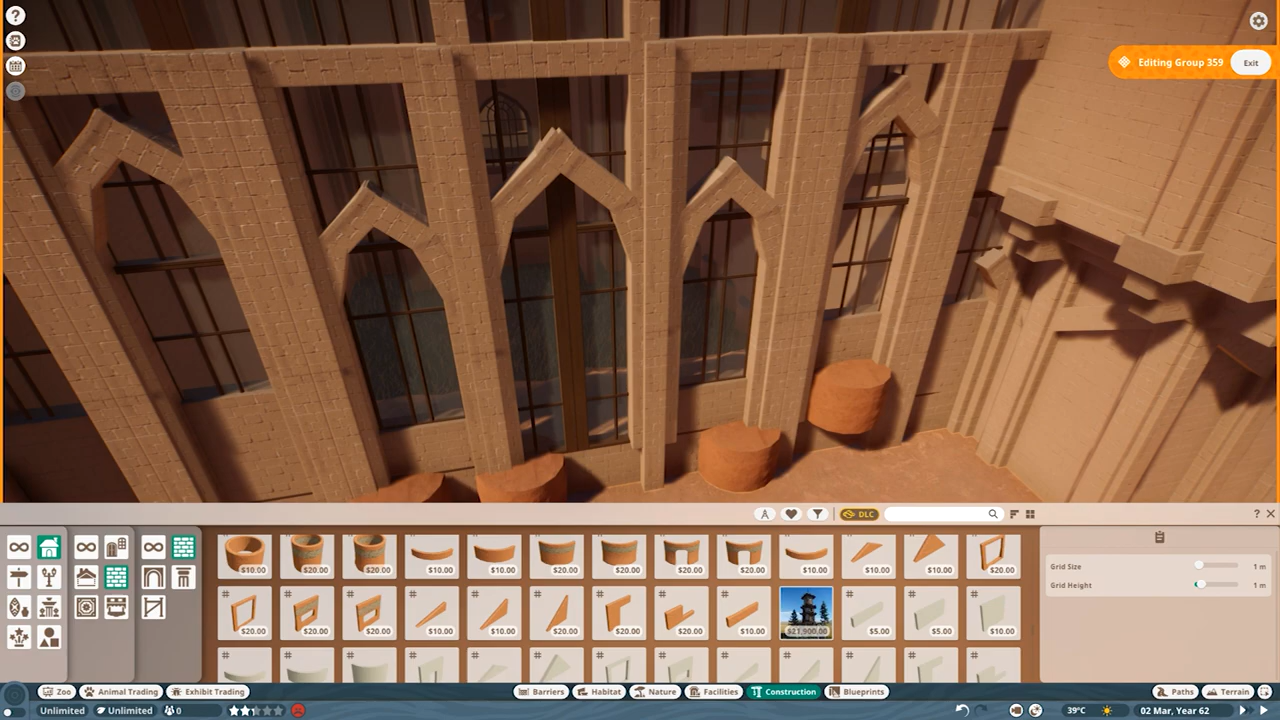 ?
Editing Group 359
Exit
DLC
? ×
$10.00 $20.00 $20.00 $10.00 $10.00 $20.00 $20.00 $20.00 $20.00 $10.00 $10.00 $10.00 $20.00
Grid Size 1 m
Grid Height 1 m
$20.00 $20.00 $20.00 $10.00 $10.00 $20.00 $20.00 $20.00 $10.00 $21,900.00 $5.00 $5.00 $10.00
Zoo Animal Trading Exhibit Trading Barriers Habitat Nature Facilities Construction Blueprints Paths Terrain
Unlimited Unlimited 0 39°C 02 Mar, Year 62